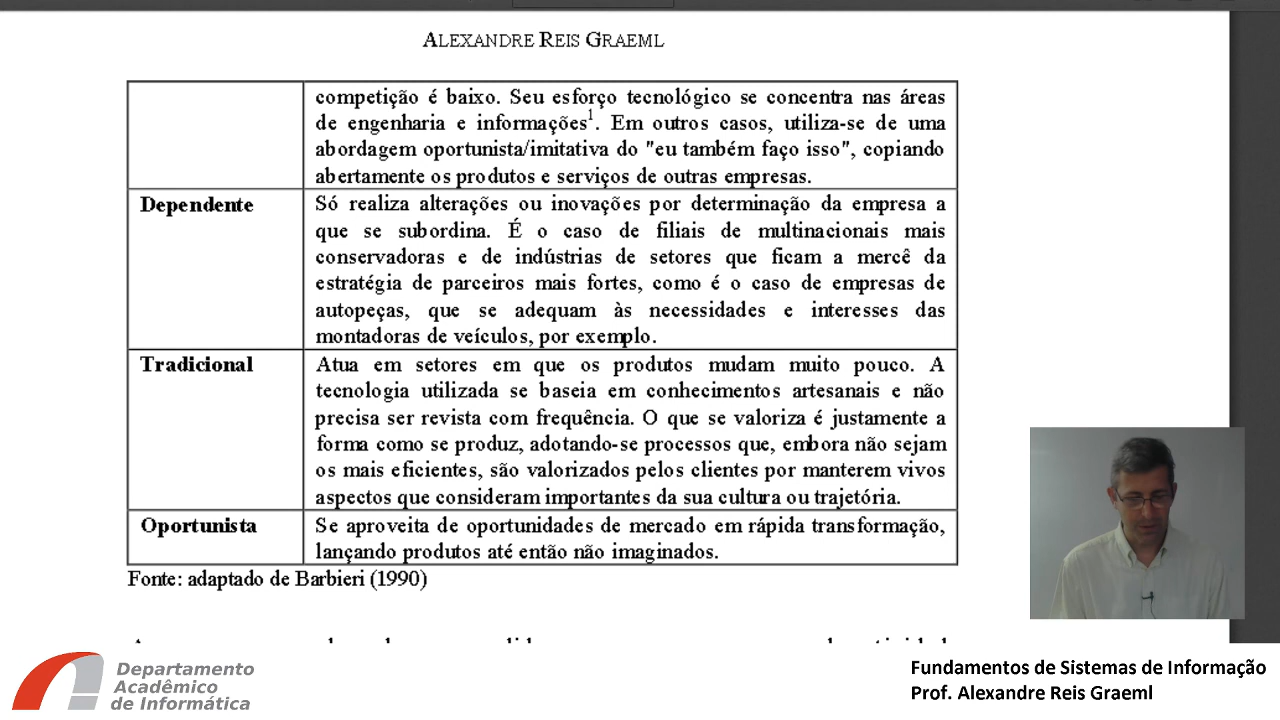 ALEXANDRE REIS GRAEML
competição é baixo. Seu esforço tecnológico se concentra nas áreas
de engenharia e informações1. Em outros casos, utiliza-se de uma
abordagem oportunista/imitativa do "eu também faço isso", copiando
abertamente os produtos e serviços de outras empresas.
Dependente
Só realiza alterações ou inovações por determinação da empresa a
que se subordina. É o caso de filiais de multinacionais mais
conservadoras e de indústrias de setores que ficam a mercê da
estratégia de parceiros mais fortes, como é o caso de empresas de
autopeças, que se adequam às necessidades e interesses das
montadoras de veículos, por exemplo.
Tradicional
Atua em setores em que os produtos mudam muito pouco. A
tecnologia utilizada se baseia em conhecimentos artesanais e não
precisa ser revista com frequência. O que se valoriza é justamente a
forma como se produz, adotando-se processos que, embora não sejam
os mais eficientes, são valorizados pelos clientes por manterem vivos
aspectos que consideram importantes da sua cultura ou trajetória.
Oportunista
Se aproveita de oportunidades de mercado em rápida transformação,
lançando produtos até então não imaginados.
Fonte: adaptado de Barbieri (1990)
Departamento
Acadêmico
de Informática
Fundamentos de Sistemas de Informação
Prof. Alexandre Reis Graeml